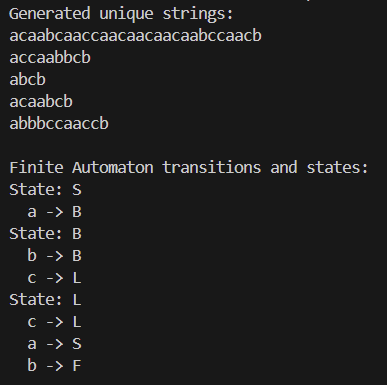 Generated unique strings:
acaabcaaccaacaacaacaabccaacb
accaabbcb
abcb
acaabcb
abbbccaaccb
Finite Automaton transitions and states:
State: S
a -> B
State: B
b -> B
c -> L
State: L
c -> L
a -> S
b -> F